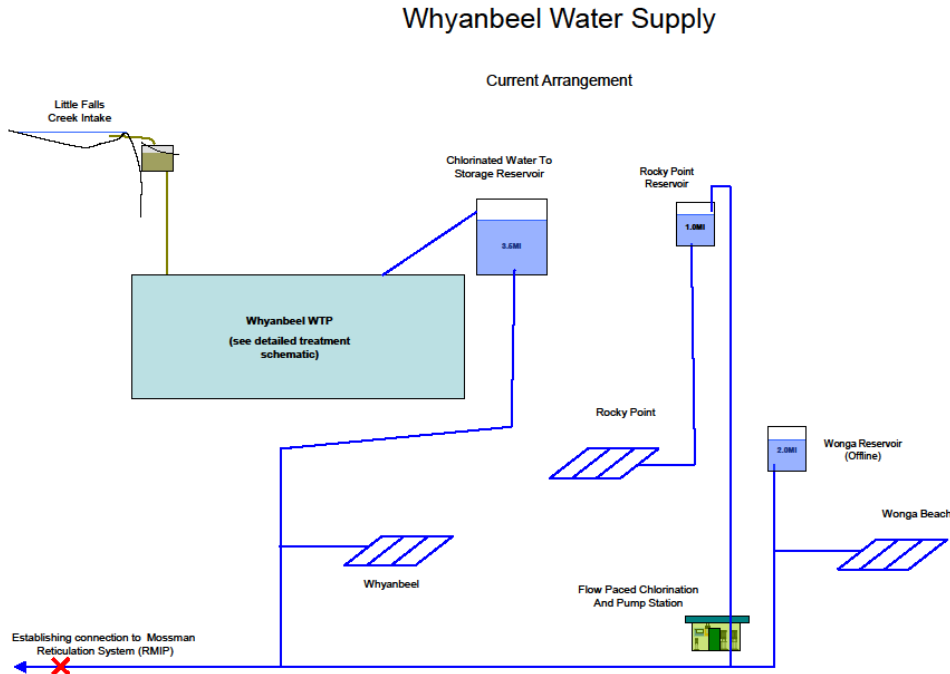 Whyanbeel Water Supply
Current Arrangement
Little Falls
Creek Intake
Chlorinated Water To
Storage Reservoir
Rocky Point
Reservoir
3.5Ml
1.0Ml
Whyanbeel WTP
(see detailed treatment
schematic)
Rocky Point
2.0Ml
Wonga Reservoir
(Offline)
Wonga Beach
Whyanbeel
Flow Paced Chlorination
And Pump Station
Establishing connection to Mossman
Reticulation System (RMIP)